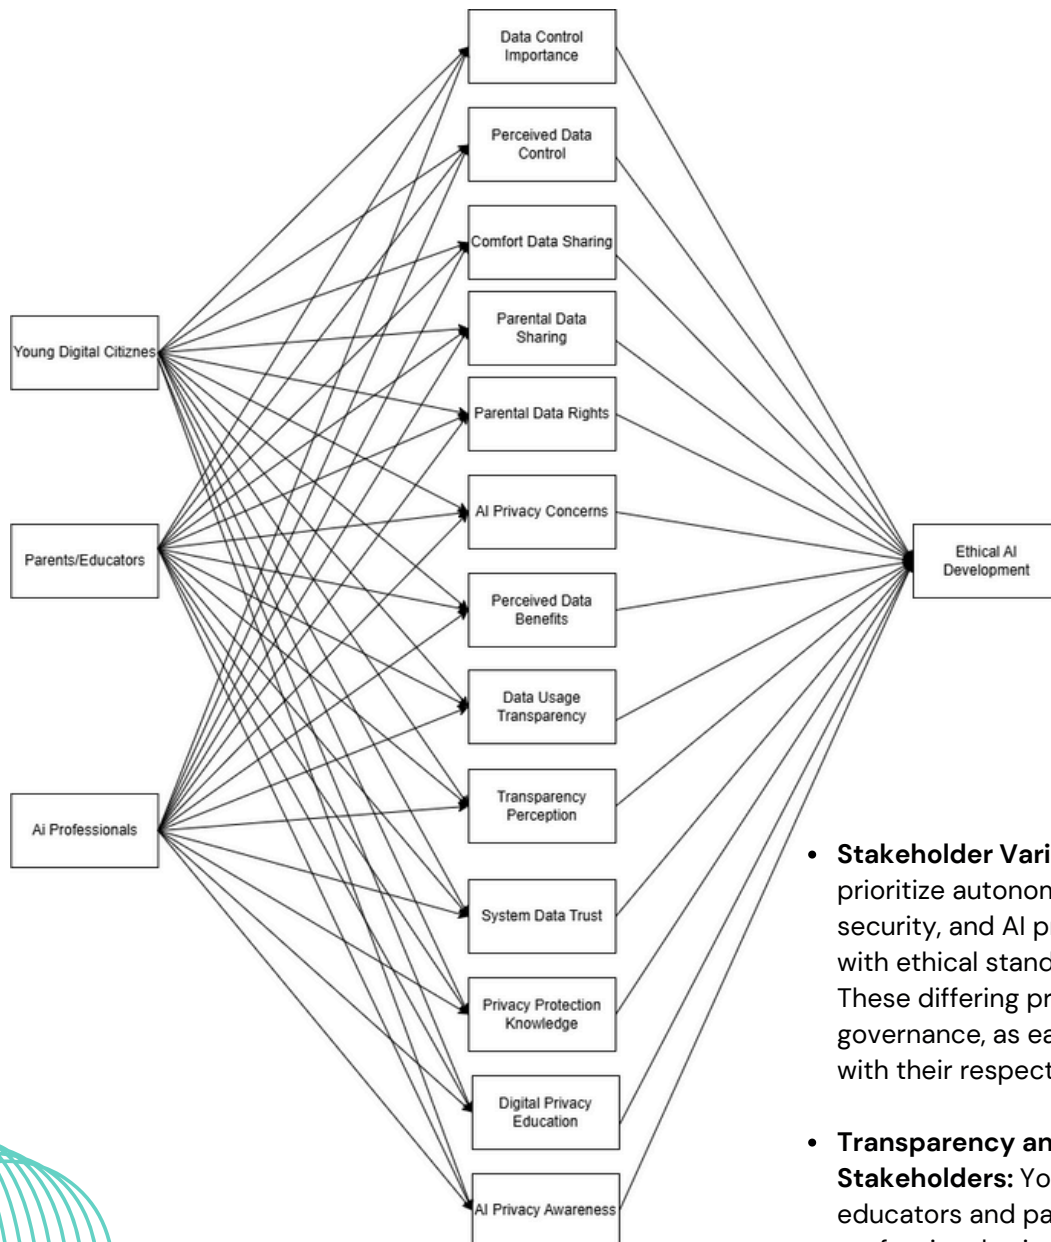 Data Control
Importance
Perceived Data
Control
Comfort Data Sharing
Parental Data
Sharing
Young Digital Citiznes
Parental Data Rights
AI Privacy Concerns
Parents/Educators
Ethical AI
Development
Perceived Data
Benefits
Data Usage
Transparency
Transparency
Perception
Ai Professionals
System Data Trust
Privacy Protection
Knowledge
Digital Privacy
Education
AI Privacy Awareness
• Stakeholder Vari
prioritize autonom
security, and AI pr
with ethical stand
These differing pr
governance, as ea
with their respect
• Transparency an
Stakeholders: Yo
educators and pa